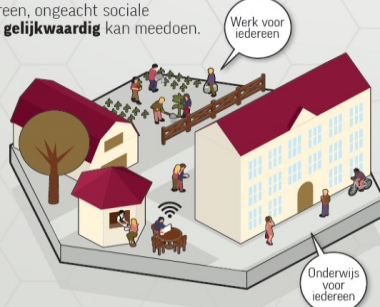 reen, ongeacht sociale
gelijkwaardig kan meedoen.
Werk voor
iedereen
Onderwijs
voor
iedereen